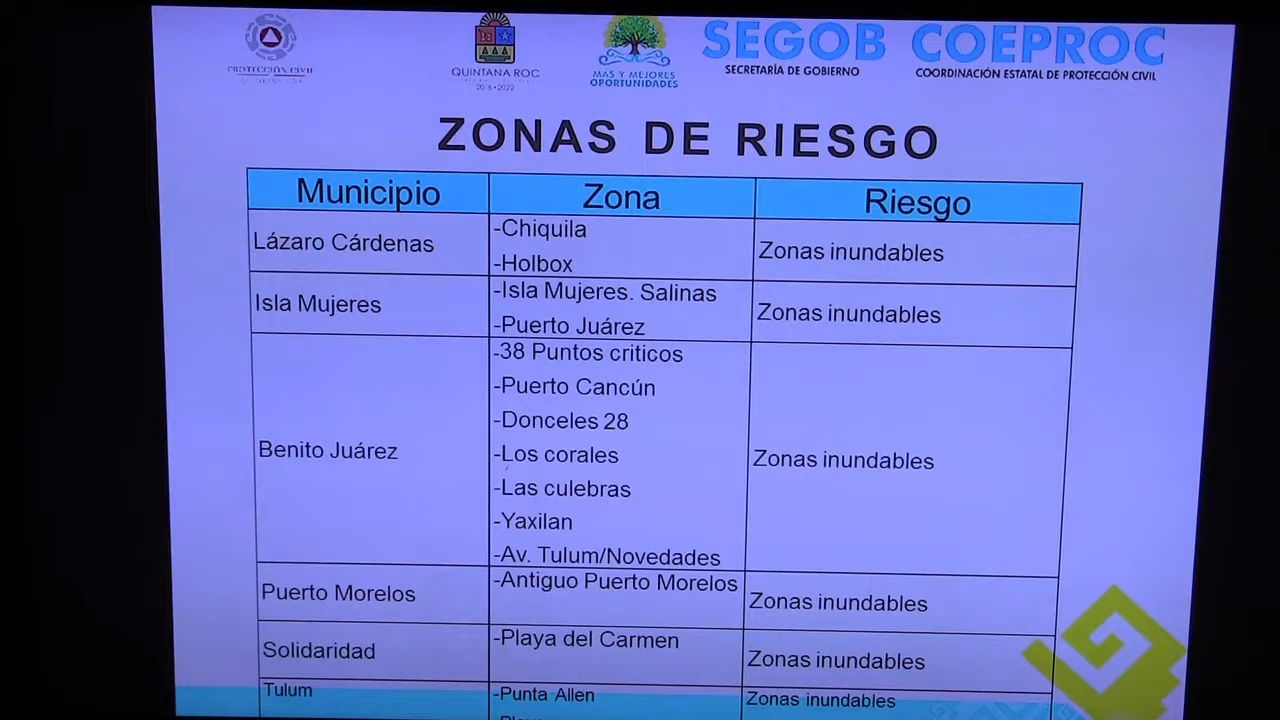 PROTECCIÓN CIVIL
QUINTANA ROO
2016 • 2022
MAS Y MEJORES
OPORTUNIDADES
SEGOB
SECRETARÍA DE GOBIERNO
COEPROC
COORDINACIÓN ESTATAL DE PROTECCIÓN CIVIL
ZONAS DE RIESGO
Municipio Zona Riesgo
Lázaro Cárdenas
-Chiquila
-Holbox
Zonas inundables
Isla Mujeres
-Isla Mujeres. Salinas
-Puerto Juárez
Zonas inundables
Benito Juárez
-38 Puntos criticos
-Puerto Cancún
-Donceles 28
-Los corales
-Las culebras
-Yaxilan
-Av. Tulum/Novedades
Zonas inundables
Puerto Morelos
-Antiguo Puerto Morelos
Zonas inundables
Solidaridad
-Playa del Carmen
Zonas inundables
Tulum
-Punta Allen
Zonas inundables